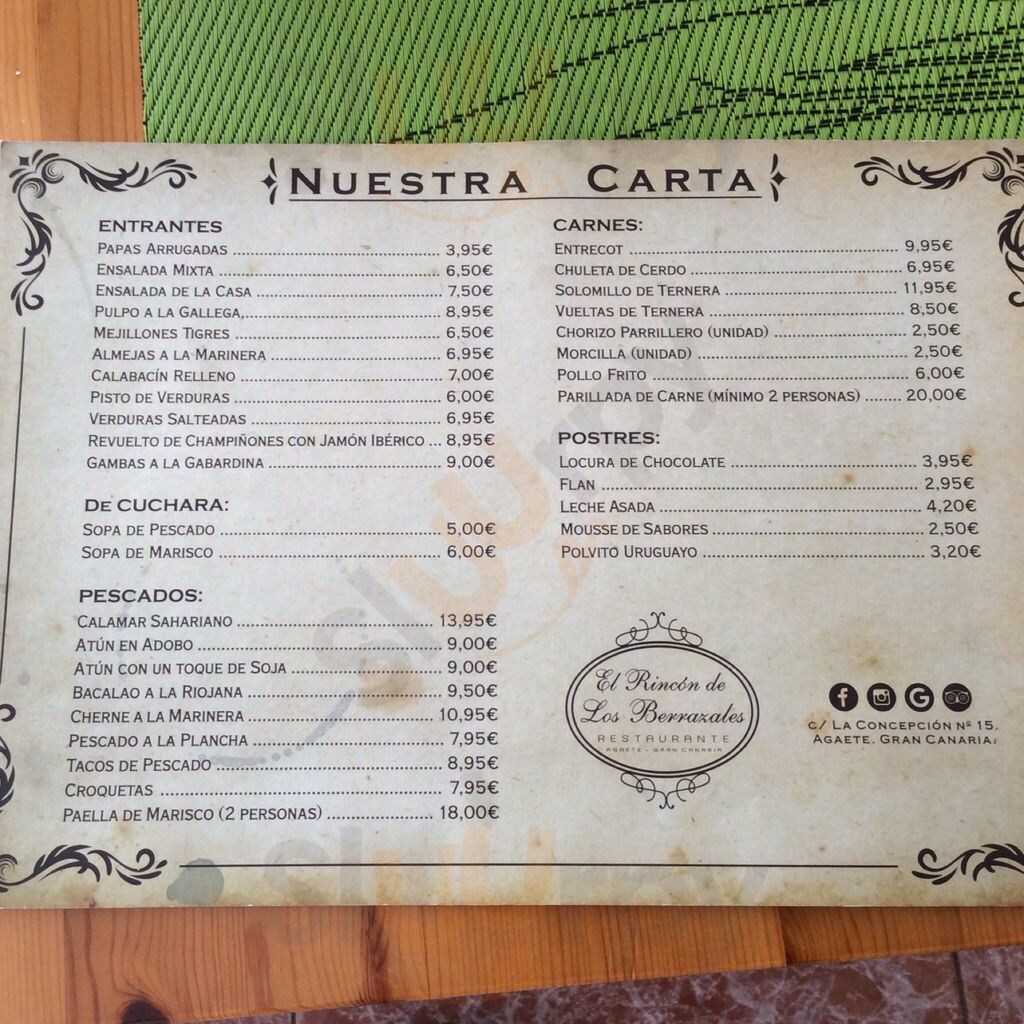 NUESTRA CARTA
ENTRANTES
PAPAS ARRUGADAS ........ 3,95€
ENSALADA MIXTA ........ 6,50€
ENSALADA DE LA CASA ........ 7,50€
PULPO A LA GALLEGA ........ 8,95€
MEJILLONES TIGRES ........ 6,50€
ALMEJAS A LA MARINERA ........ 6,95€
CALABACÍN RELLENO ........ 7,00€
PISTO DE VERDURAS ........ 6,00€
VERDURAS SALTEADAS ........ 6,95€
REVUELTO DE CHAMPIÑONES CON JAMÓN IBÉRICO ... 8,95€
GAMBAS A LA GABARDINA ........ 9,00€
DE CUCHARA:
SOPA DE PESCADO ........ 5,00€
SOPA DE MARISCO ........ 6,00€
PESCADOS:
CALAMAR SAHARIANO ........ 13,95€
ATÚN EN ADOBO ........ 9,00€
ATÚN CON UN TOQUE DE SOJA ........ 9,00€
BACALAO A LA RIOJANA ........ 9,50€
CHERNE A LA MARINERA ........ 10,95€
PESCADO A LA PLANCHA ........ 7,95€
TACOS DE PESCADO ........ 8,95€
CROQUETAS ........ 7,95€
PAELLA DE MARISCO (2 PERSONAS) ........ 18,00€
CARNES:
ENTRECOT ........ 9,95€
CHULETA DE CERDO ........ 6,95€
SOLOMILLO DE TERNERA ........ 11,95€
VUELTAS DE TERNERA ........ 8,50€
CHORIZO PARRILLERO (UNIDAD) ........ 2,50€
MORCILLA (UNIDAD) ........ 2,50€
POLLO FRITO ........ 6,00€
PARILLADA DE CARNE (MÍNIMO 2 PERSONAS) ........ 20,00€
POSTRES:
LOCURA DE CHOCOLATE ........ 3,95€
FLAN ........ 2,95€
LECHE ASADA ........ 4,20€
MOUSSE DE SABORES ........ 2,50€
POLVITO URUGUAYO ........ 3,20€
El Rincón de
Los Berrazales
RESTAURANTE
AGAETE - GRAN CANARIA
C/ LA CONCEPCIÓN Nº 15.
AGAETE. GRAN CANARIA.
Sluurpy
Sluurpy